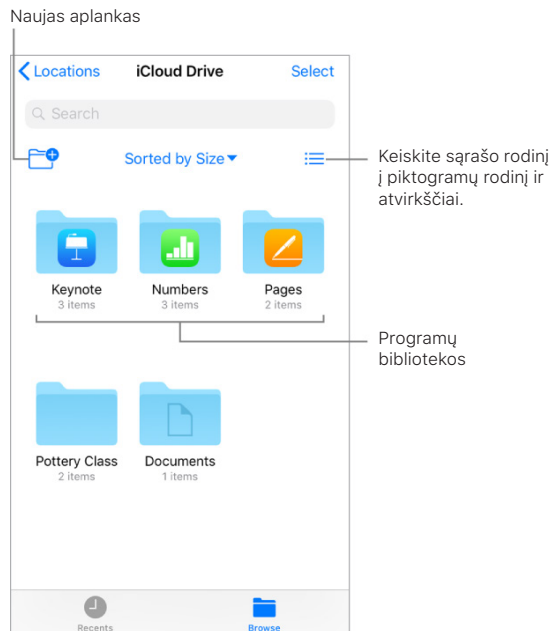 Naujas aplankas
Locations iCloud Drive Select
Search
Sorted by Size
Keiskite sąrašo rodinį
į piktogramų rodinį ir
atvirkščiai.
Keynote Numbers Pages
3 items 3 items 2 items
Programų
bibliotekos
Pottery Class Documents
2 items 1 items
Recents Browse